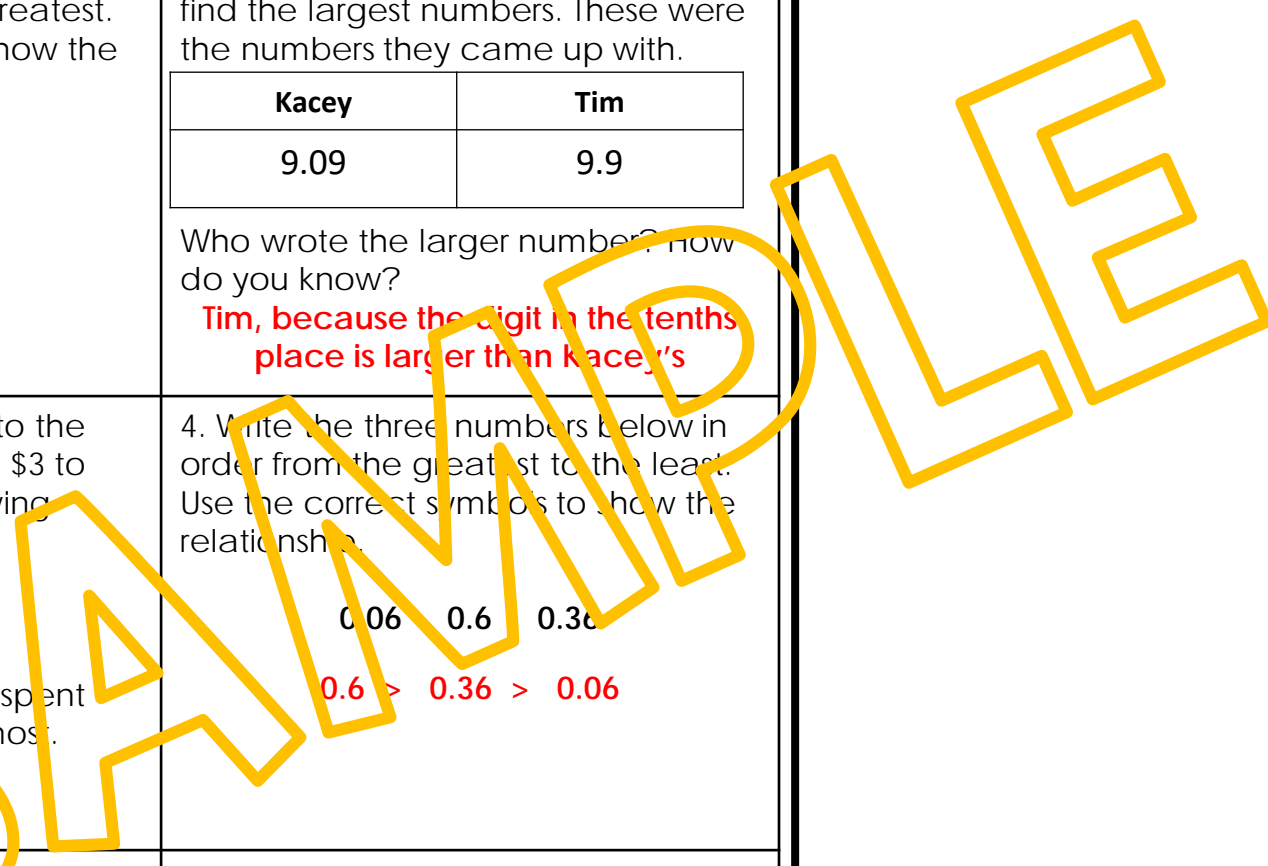 reatest.
now the
find the largest numbers. These were
the numbers they came up with.
Kacey Tim
9.09 9.9
Who wrote the larger number? How
do you know?
Tim, because the digit in the tenths
place is larger than Kacey's
to the
$3 to
ving
spent
most.
4. Write the three numbers below in
order from the greatest to the least.
Use the correct symbols to show the
relationship.
0.06 0.6 0.36
0.6 > 0.36 > 0.06
AMPLE